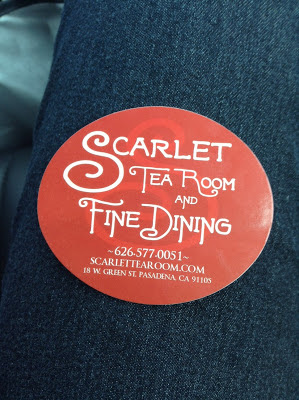 SCARLET
TEA ROOM
AND
FINE DINING
~626·577·0051~
SCARLETTEAROOM.COM
18 W. GREEN ST. PASADENA, CA 91105